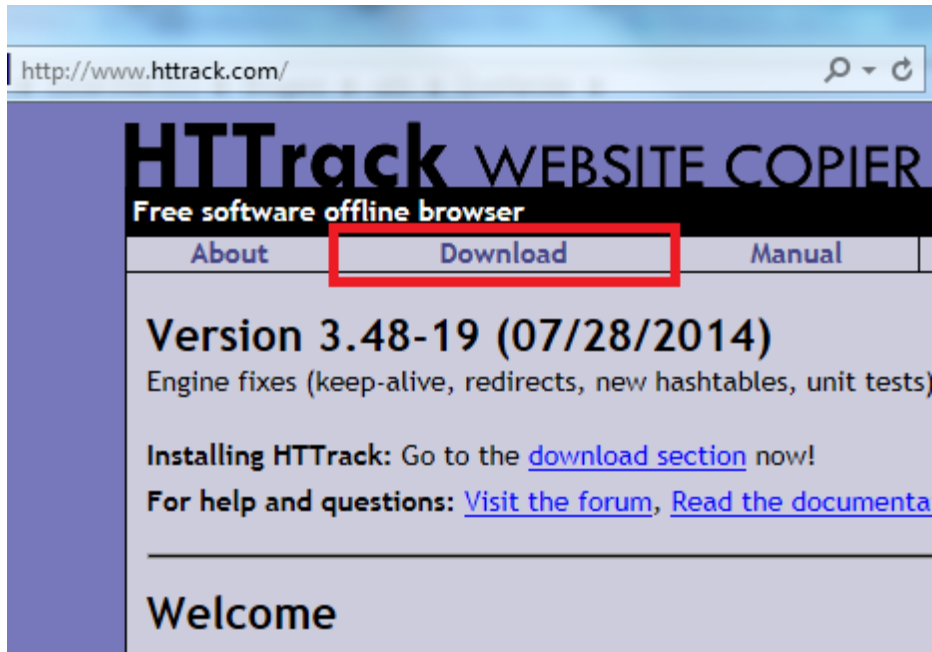 http://www.httrack.com/
HTTrack WEBSITE COPIER
Free software offline browser
About Download Manual
Version 3.48-19 (07/28/2014)
Engine fixes (keep-alive, redirects, new hashtables, unit tests)
Installing HTTrack: Go to the download section now!
For help and questions: Visit the forum, Read the documenta
Welcome